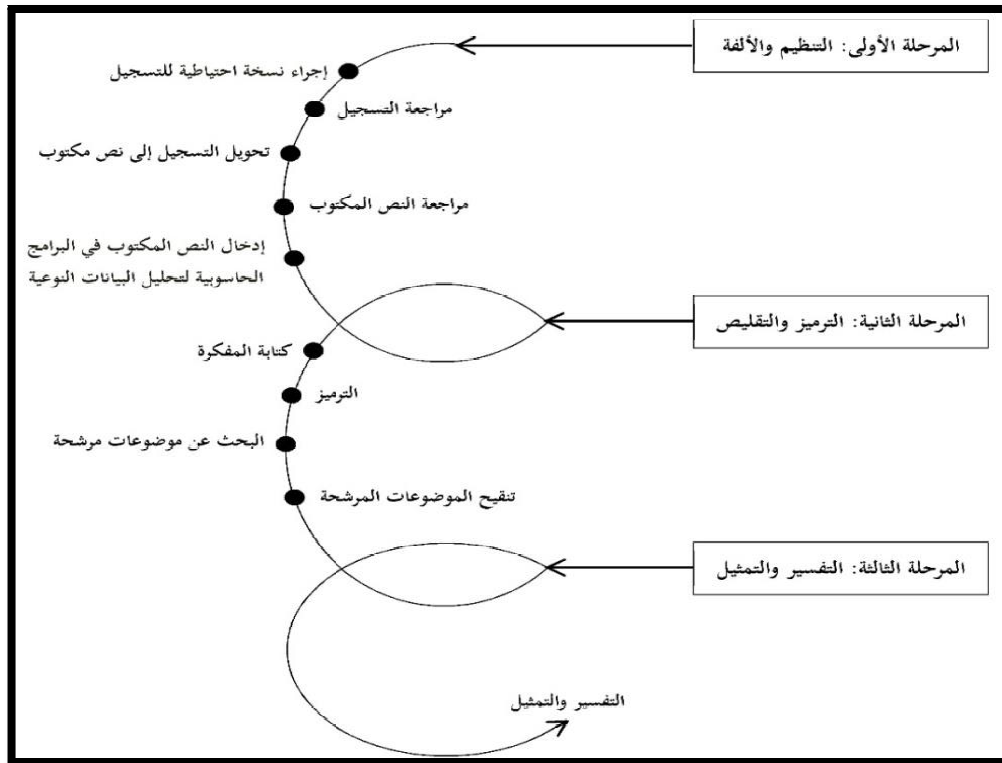 المرحلة الأولى: التنظيم والألفة
إجراء نسخة احتياطية للتسجيل
مراجعة التسجيل
تحويل التسجيل إلى نص مكتوب
مراجعة النص المكتوب
إدخال النص المكتوب في البرامج
الحاسوبية لتحليل البيانات النوعية
المرحلة الثانية: الترميز والتقليص
كتابة المفكرة
الترميز
البحث عن موضوعات مرشحة
تنقيح الموضوعات المرشحة
المرحلة الثالثة: التفسير والتمثيل
التفسير والتمثيل